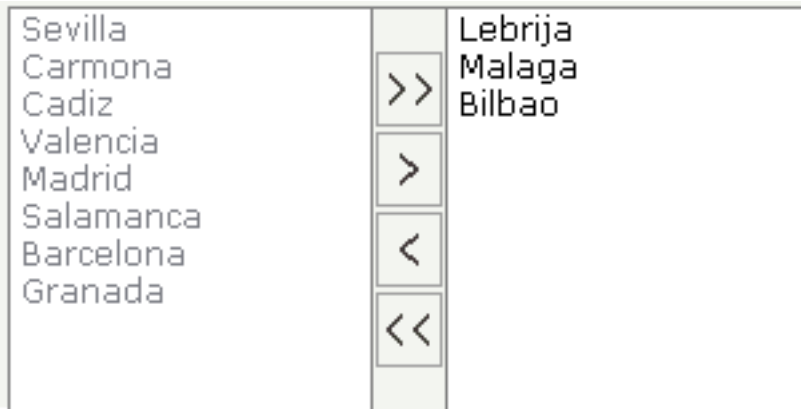 Sevilla
Carmona
Cadiz
Valencia
Madrid
Salamanca
Barcelona
Granada
>>
>
<
<<
Lebrija
Malaga
Bilbao